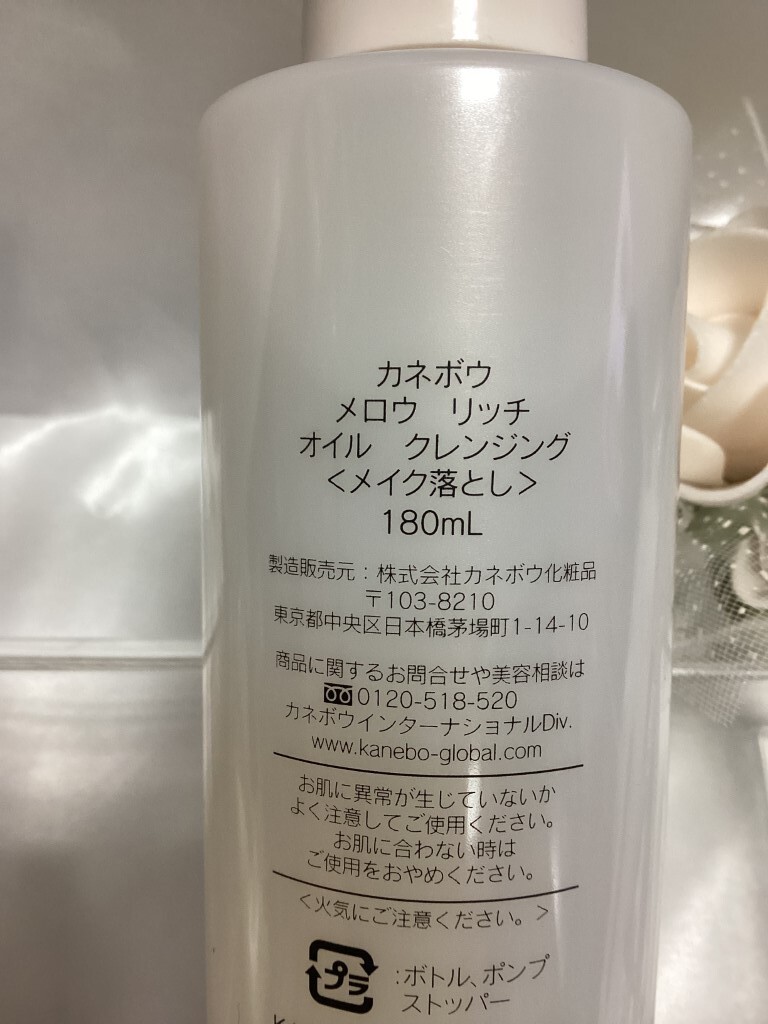 カネボウ
メロウ　リッチ
オイル　クレンジング
＜メイク落とし＞
180mL
製造販売元：株式会社カネボウ化粧品
〒103-8210
東京都中央区日本橋茅場町1-14-10
商品に関するお問合せや美容相談は
0120-518-520
カネボウインターナショナルDiv.
www.kanebo-global.com
お肌に異常が生じていないか
よく注意してご使用ください。
お肌に合わない時は
ご使用をおやめください。
＜火気にご注意ください。＞
プラ :ボトル、ポンプ
ストッパー